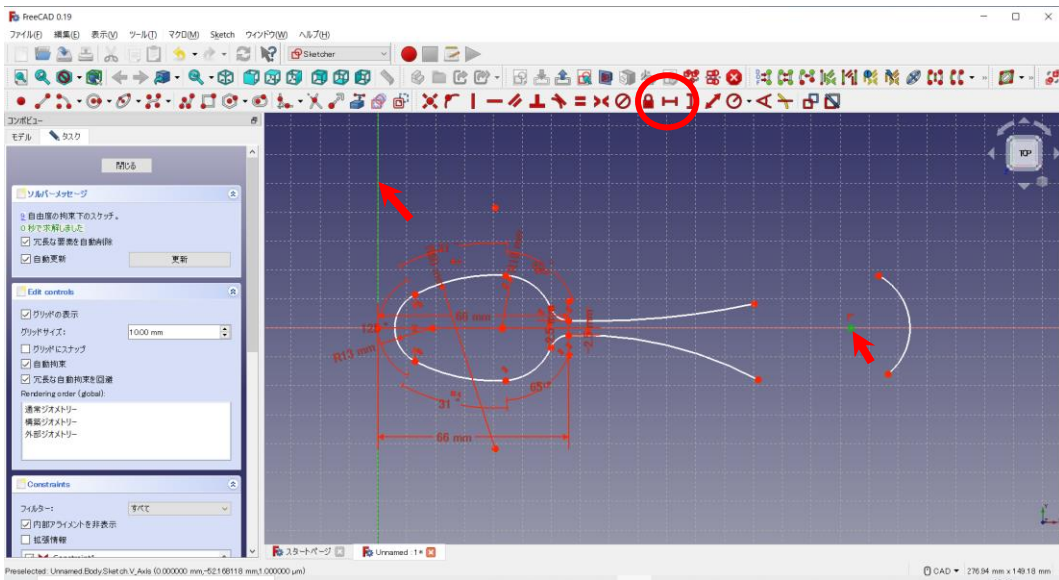 FreeCAD 0.19
ファイル(F) 編集(E) 表示(V) ツール(T) マクロ(M) Sketch ウィンドウ(W) ヘルプ(H)
Sketcher
コンボビュー
モデル タスク
閉じる
ソルバーメッセージ
9 自由度の拘束下のスケッチ。
0 秒で求解しました
冗長な要素を自動削除
自動更新
更新
Edit controls
グリッドの表示
グリッドサイズ:
10.00 mm
グリッドにスナップ
自動拘束
冗長な自動拘束を回避
Rendering order (global):
通常ジオメトリー
構築ジオメトリー
外部ジオメトリー
Constraints
フィルター:
すべて
内部アライメントを非表示
拡張情報
TOP
66 mm
R13 mm
65°
31°
66 mm
スタートページ
Unnamed : 1*
Preselected: Unnamed.Body.Sketch.V_Axis (0.000000 mm,-52.168118 mm,1.000000 µm)
CAD
276.94 mm x 149.18 mm